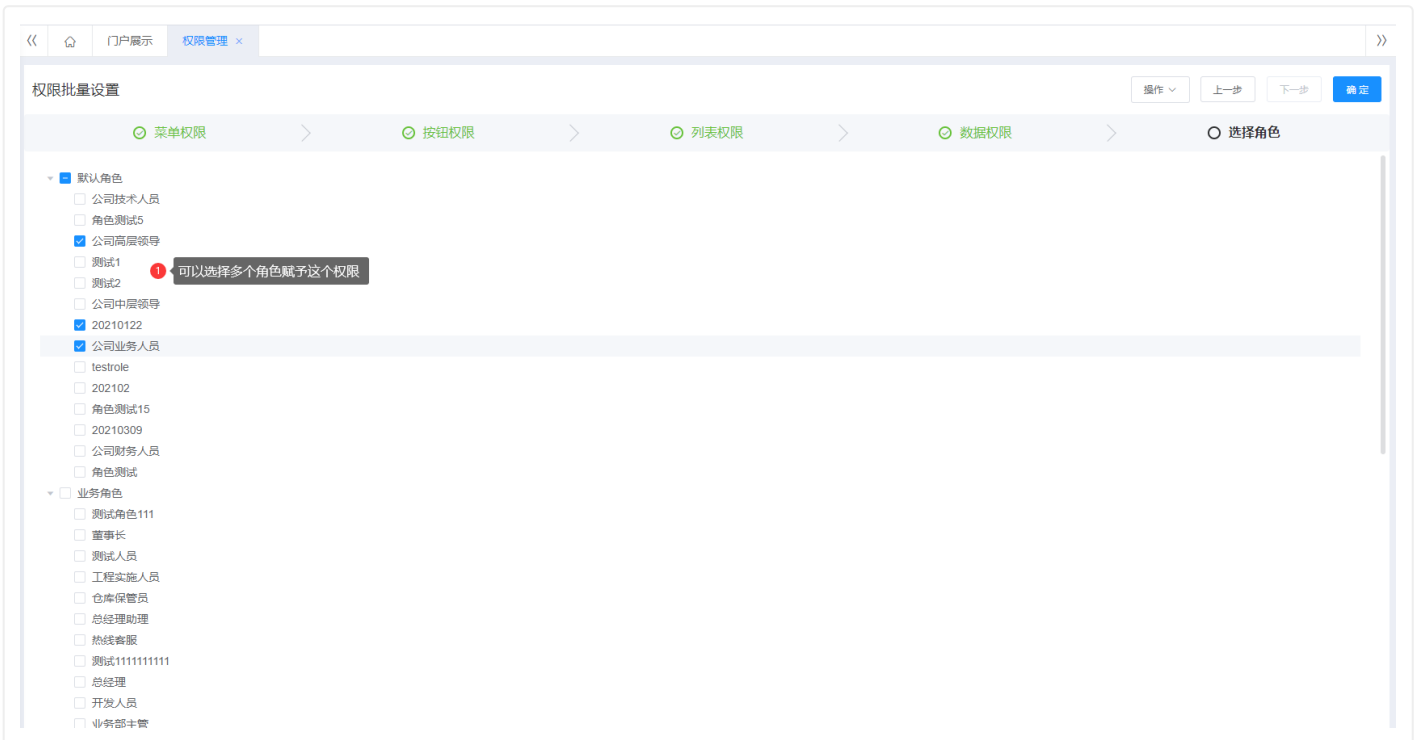 门户展示 权限管理 ×
权限批量设置 操作 上一步 下一步 确定
菜单权限 按钮权限 列表权限 数据权限 选择角色
默认角色
公司技术人员
角色测试5
公司高层领导
测试1
1 可以选择多个角色赋予这个权限
测试2
公司中层领导
20210122
公司业务人员
testrole
202102
角色测试15
20210309
公司财务人员
角色测试
业务角色
测试角色111
董事长
测试人员
工程实施人员
仓库保管员
总经理助理
热线客服
测试1111111111
总经理
开发人员
业务部主管